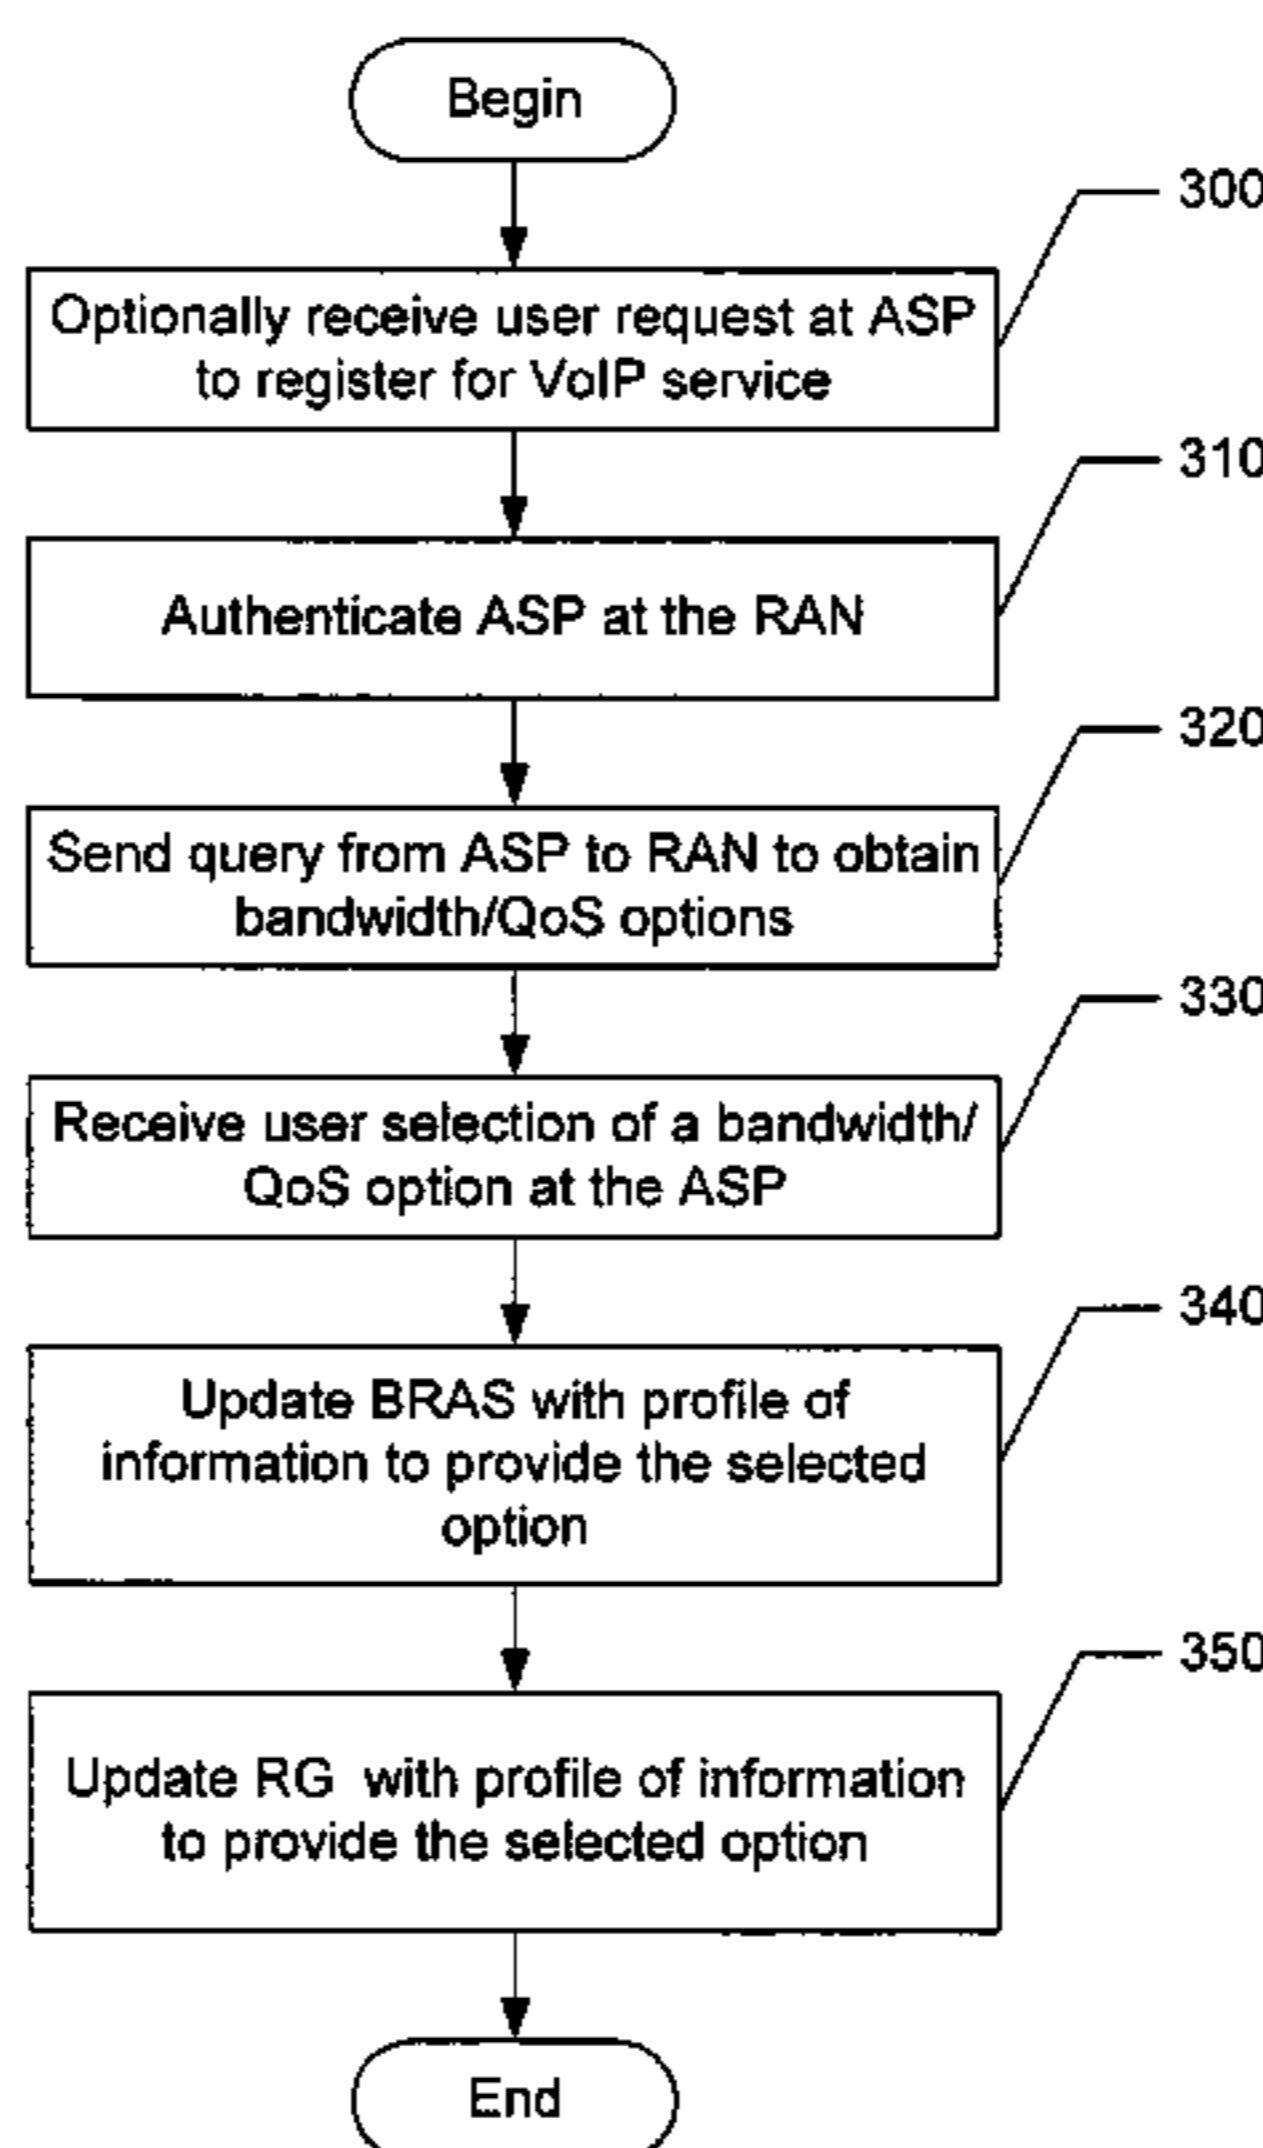 Begin
300
Optionally receive user request at ASP
to register for VoIP service
310
Authenticate ASP at the RAN
320
Send query from ASP to RAN to obtain
bandwidth/QoS options
330
Receive user selection of a bandwidth/
QoS option at the ASP
340
Update BRAS with profile of
information to provide the selected
option
350
Update RG with profile of information
to provide the selected option
End